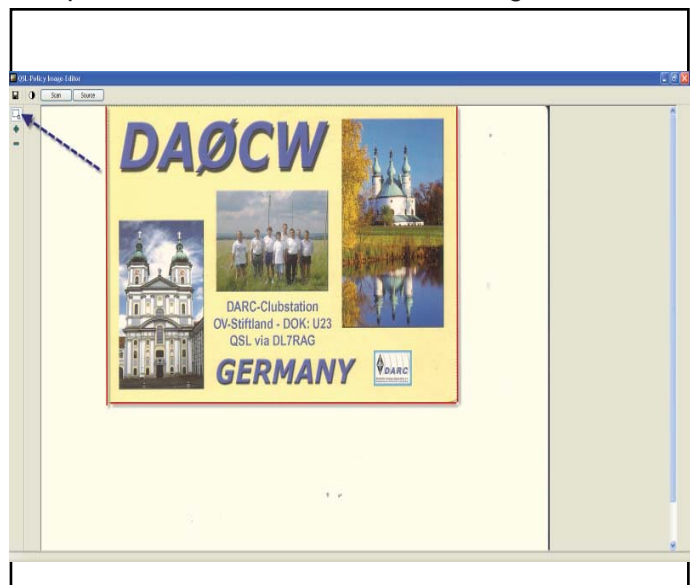 QSL Policy Image Editor
Scan Source
DAØCW
DARC-Clubstation
OV-Stiftland - DOK: U23
QSL via DL7RAG
GERMANY
DARC